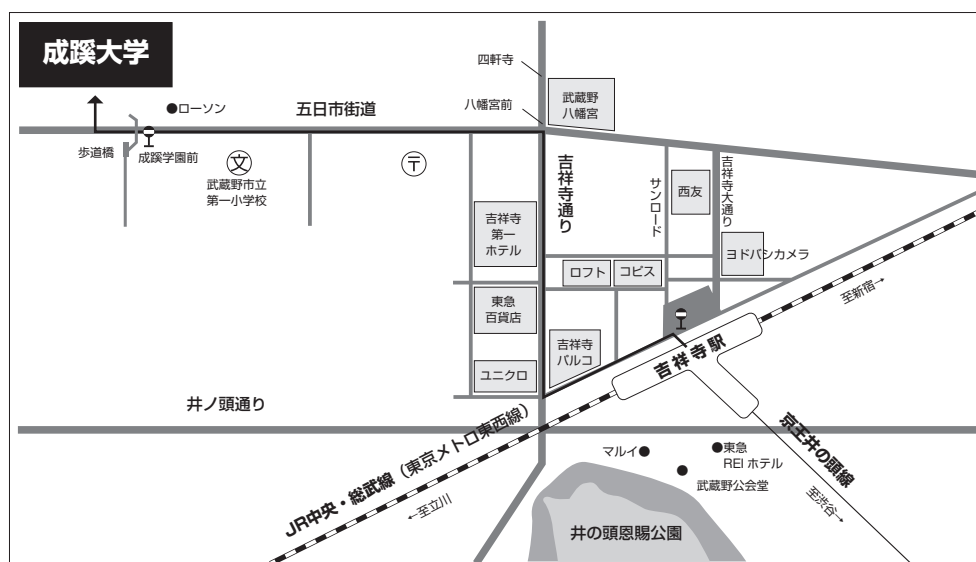 成蹊大学
四軒寺
武蔵野
八幡宮
八幡宮前
ローソン
五日市街道
歩道橋
成蹊学園前
文
武蔵野市立
第一小学校
〒
吉祥寺通り
サンロード
西友
吉祥寺大通り
吉祥寺
第一
ホテル
ヨドバシカメラ
ロフト
コピス
東急
百貨店
至新宿→
吉祥寺
パルコ
吉祥寺駅
ユニクロ
井ノ頭通り
JR中央・総武線（東京メトロ東西線）
←至立川
マルイ
東急
REIホテル
武蔵野公会堂
京王井の頭線
至渋谷→
井の頭恩賜公園